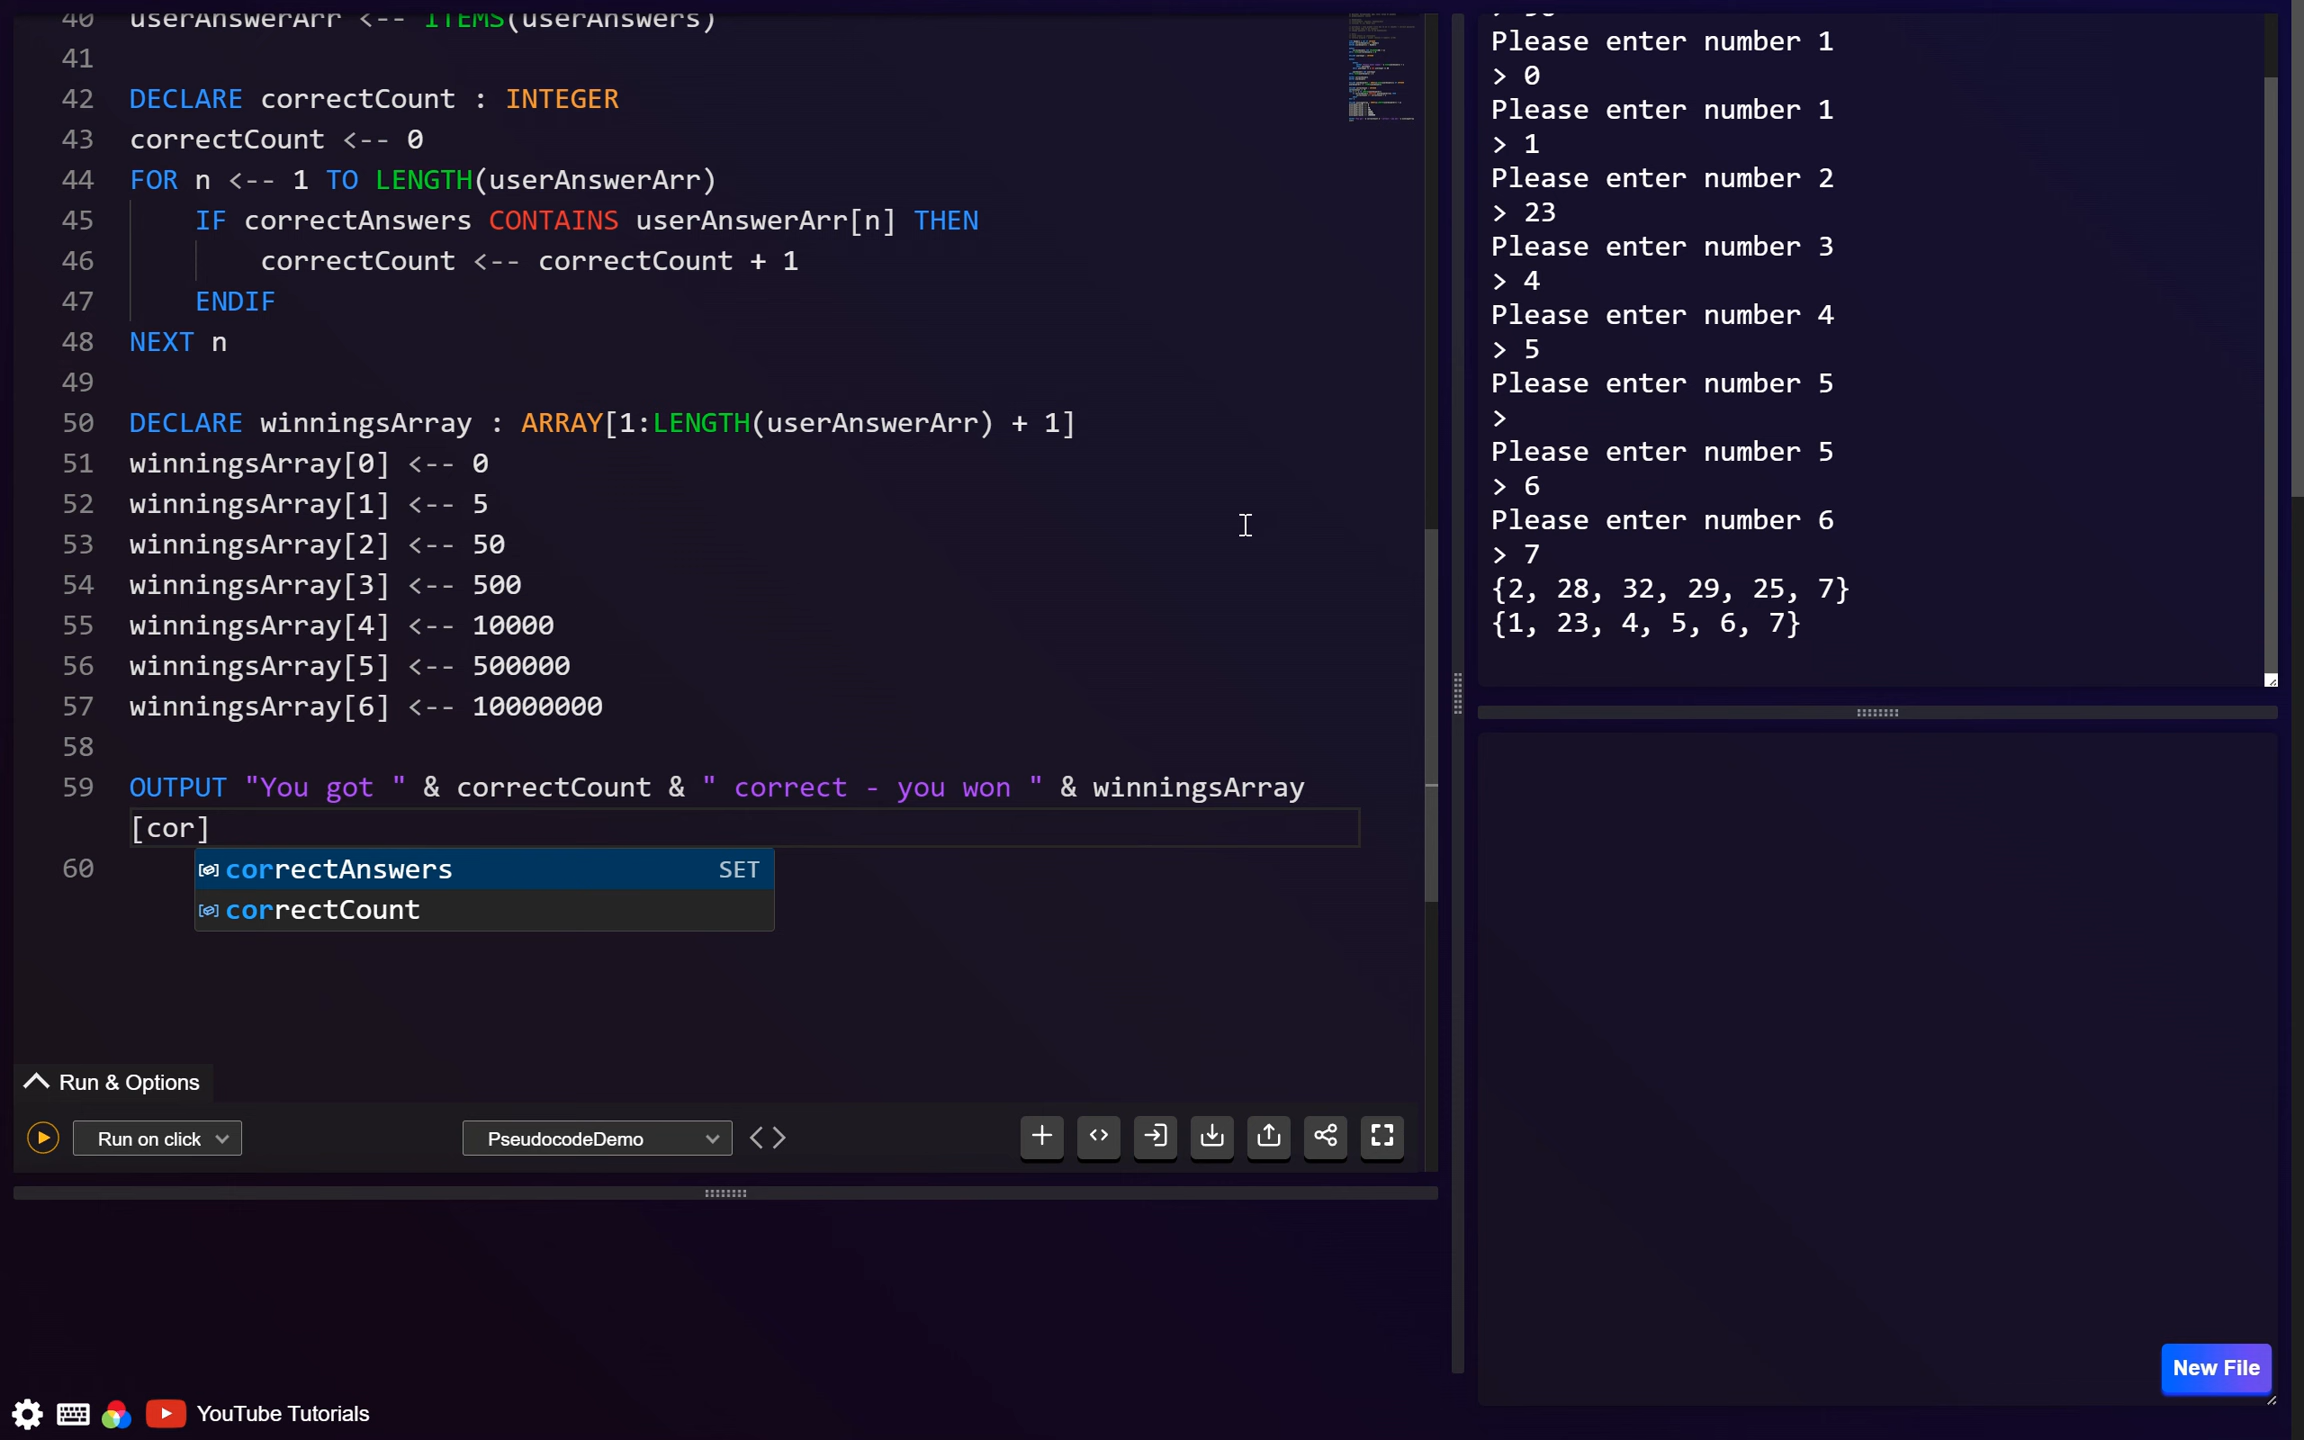 40 userAnswerArr <-- ITEMS(userAnswers)
41
42 DECLARE correctCount : INTEGER
43 correctCount <-- 0
44 FOR n <-- 1 TO LENGTH(userAnswerArr)
45 IF correctAnswers CONTAINS userAnswerArr[n] THEN
46 correctCount <-- correctCount + 1
47 ENDIF
48 NEXT n
49
50 DECLARE winningsArray : ARRAY[1:LENGTH(userAnswerArr) + 1]
51 winningsArray[0] <-- 0
52 winningsArray[1] <-- 5
53 winningsArray[2] <-- 50
54 winningsArray[3] <-- 500
55 winningsArray[4] <-- 10000
56 winningsArray[5] <-- 500000
57 winningsArray[6] <-- 10000000
58
59 OUTPUT "You got " & correctCount & " correct - you won " & winningsArray
[cor]
correctAnswers SET
60
correctCount
Run & Options
Run on click
PseudocodeDemo
Please enter number 1
> 0
Please enter number 1
> 1
Please enter number 2
> 23
Please enter number 3
> 4
Please enter number 4
> 5
Please enter number 5
>
Please enter number 5
> 6
Please enter number 6
> 7
{2, 28, 32, 29, 25, 7}
{1, 23, 4, 5, 6, 7}
New File
YouTube Tutorials